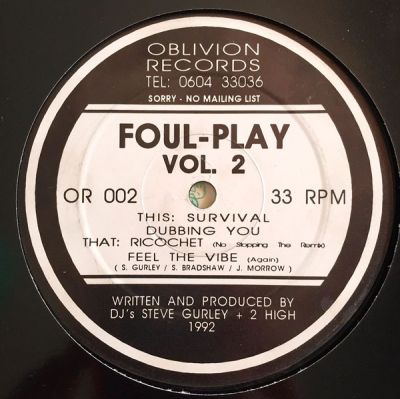 OBLIVION
RECORDS
TEL: 0604 33036
SORRY - NO MAILING LIST
FOUL-PLAY
VOL. 2
OR 002 33 RPM
THIS: SURVIVAL
DUBBING YOU
THAT: RICOCHET (No Stopping The Remix)
FEEL THE VIBE (Again)
( S. GURLEY / S. BRADSHAW / J. MORROW )
WRITTEN AND PRODUCED BY
DJ's STEVE GURLEY + 2 HIGH
1992